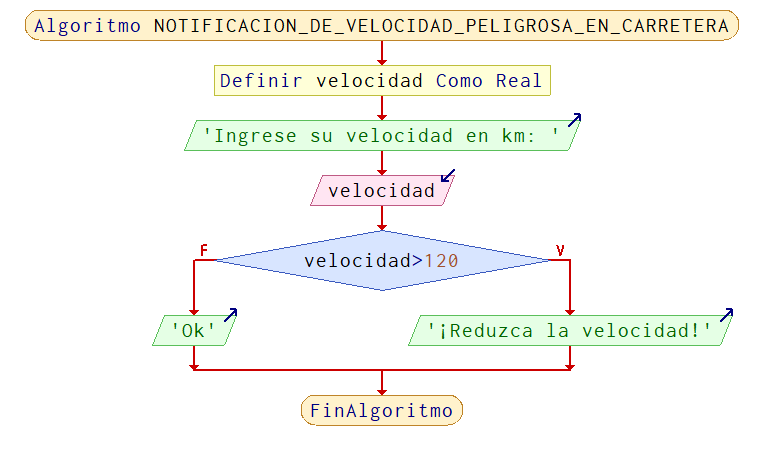 Algoritmo NOTIFICACION_DE_VELOCIDAD_PELIGROSA_EN_CARRETERA
Definir velocidad Como Real
'Ingrese su velocidad en km: '
velocidad
F
V
velocidad>120
'Ok'
'¡Reduzca la velocidad!'
FinAlgoritmo